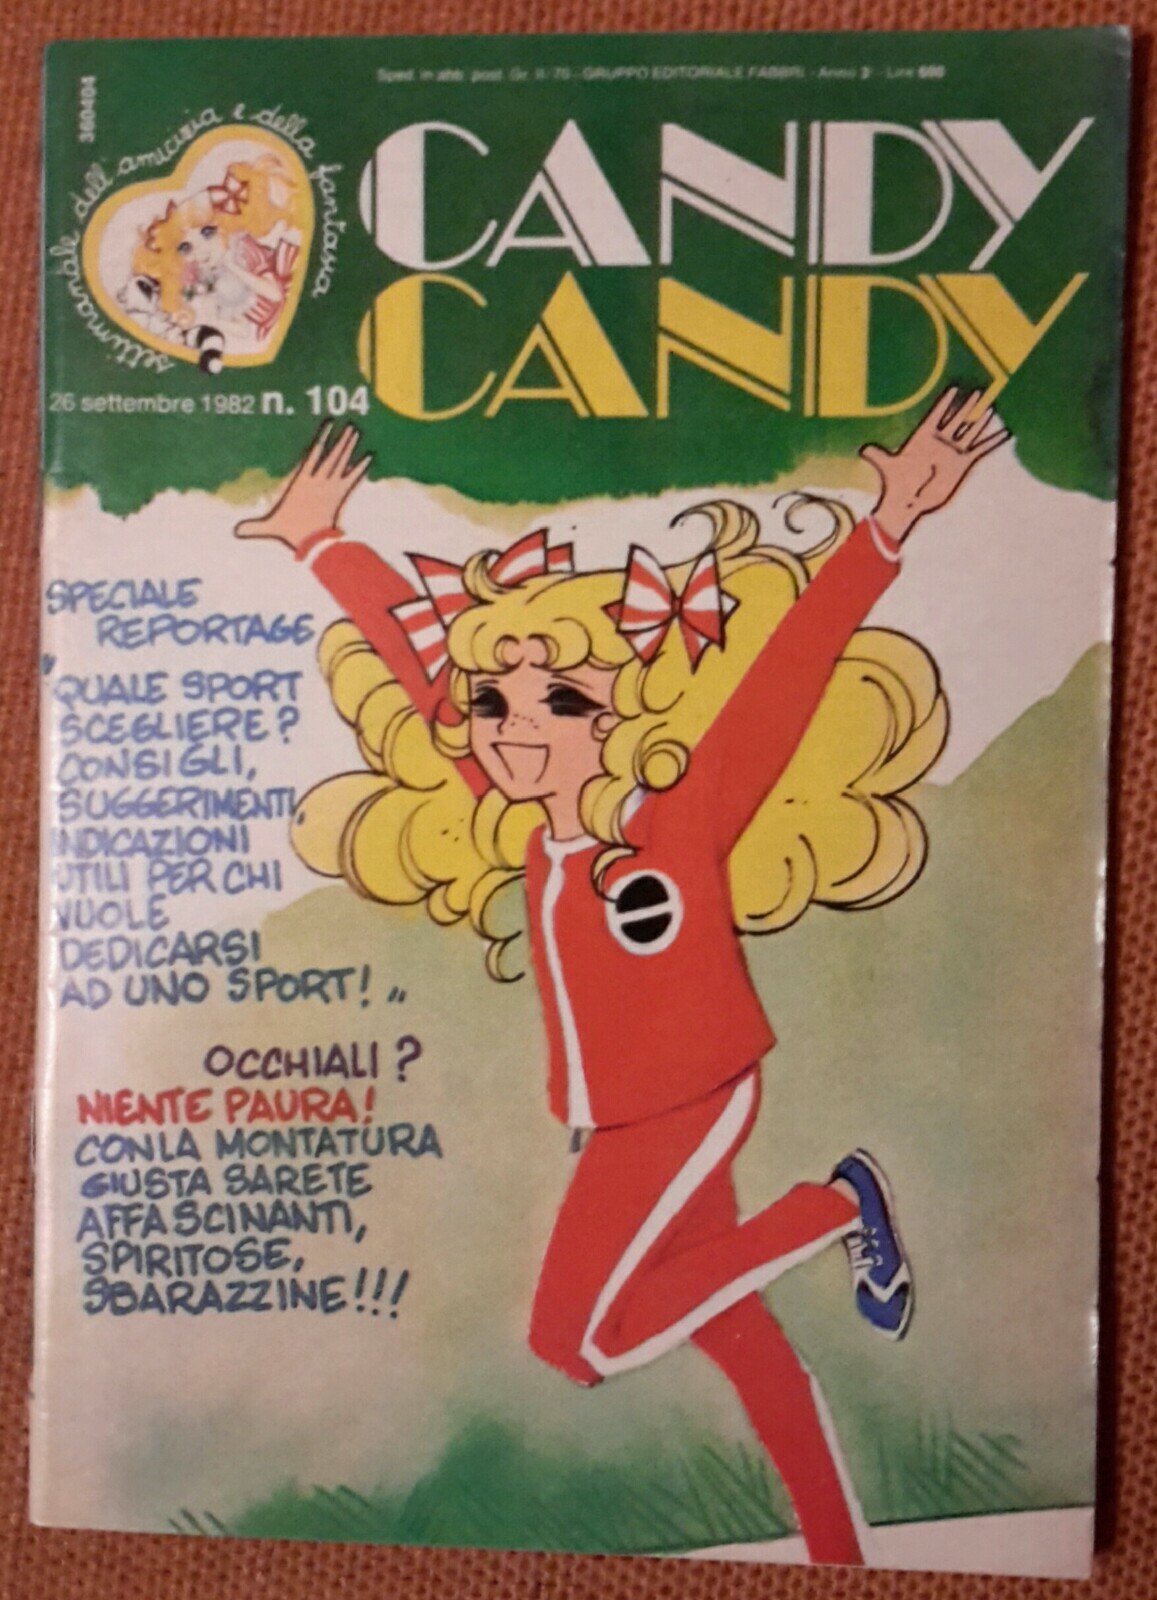 Sped. in abb. post. Gr. II/70 - GRUPPO EDITORIALE FABBRI - Anno 3° - Lire 600
360404
settimanale dell'amicizia e della fantasia
CANDY
CANDY
26 settembre 1982 n. 104
SPECIALE
REPORTAGE
"QUALE SPORT
SCEGLIERE?
CONSIGLI,
SUGGERIMENTI,
INDICAZIONI
UTILI PER CHI
VUOLE
DEDICARSI
AD UNO SPORT!"
OCCHIALI?
NIENTE PAURA!
CON LA MONTATURA
GIUSTA SARETE
AFFASCINANTI,
SPIRITOSE,
SBARAZZINE!!!